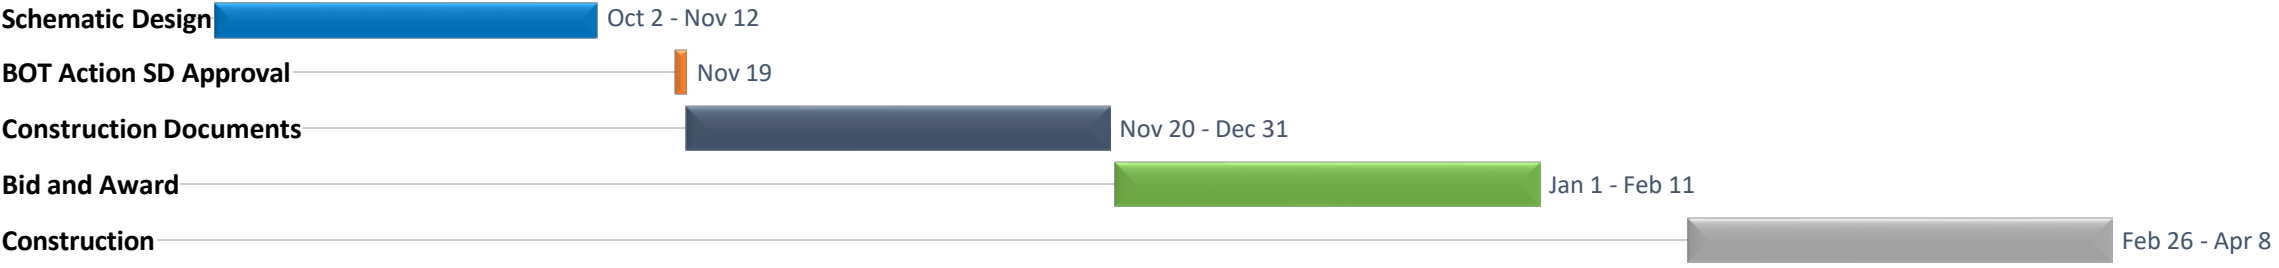 Schematic Design Oct 2 - Nov 12
BOT Action SD Approval Nov 19
Construction Documents Nov 20 - Dec 31
Bid and Award Jan 1 - Feb 11
Construction Feb 26 - Apr 8